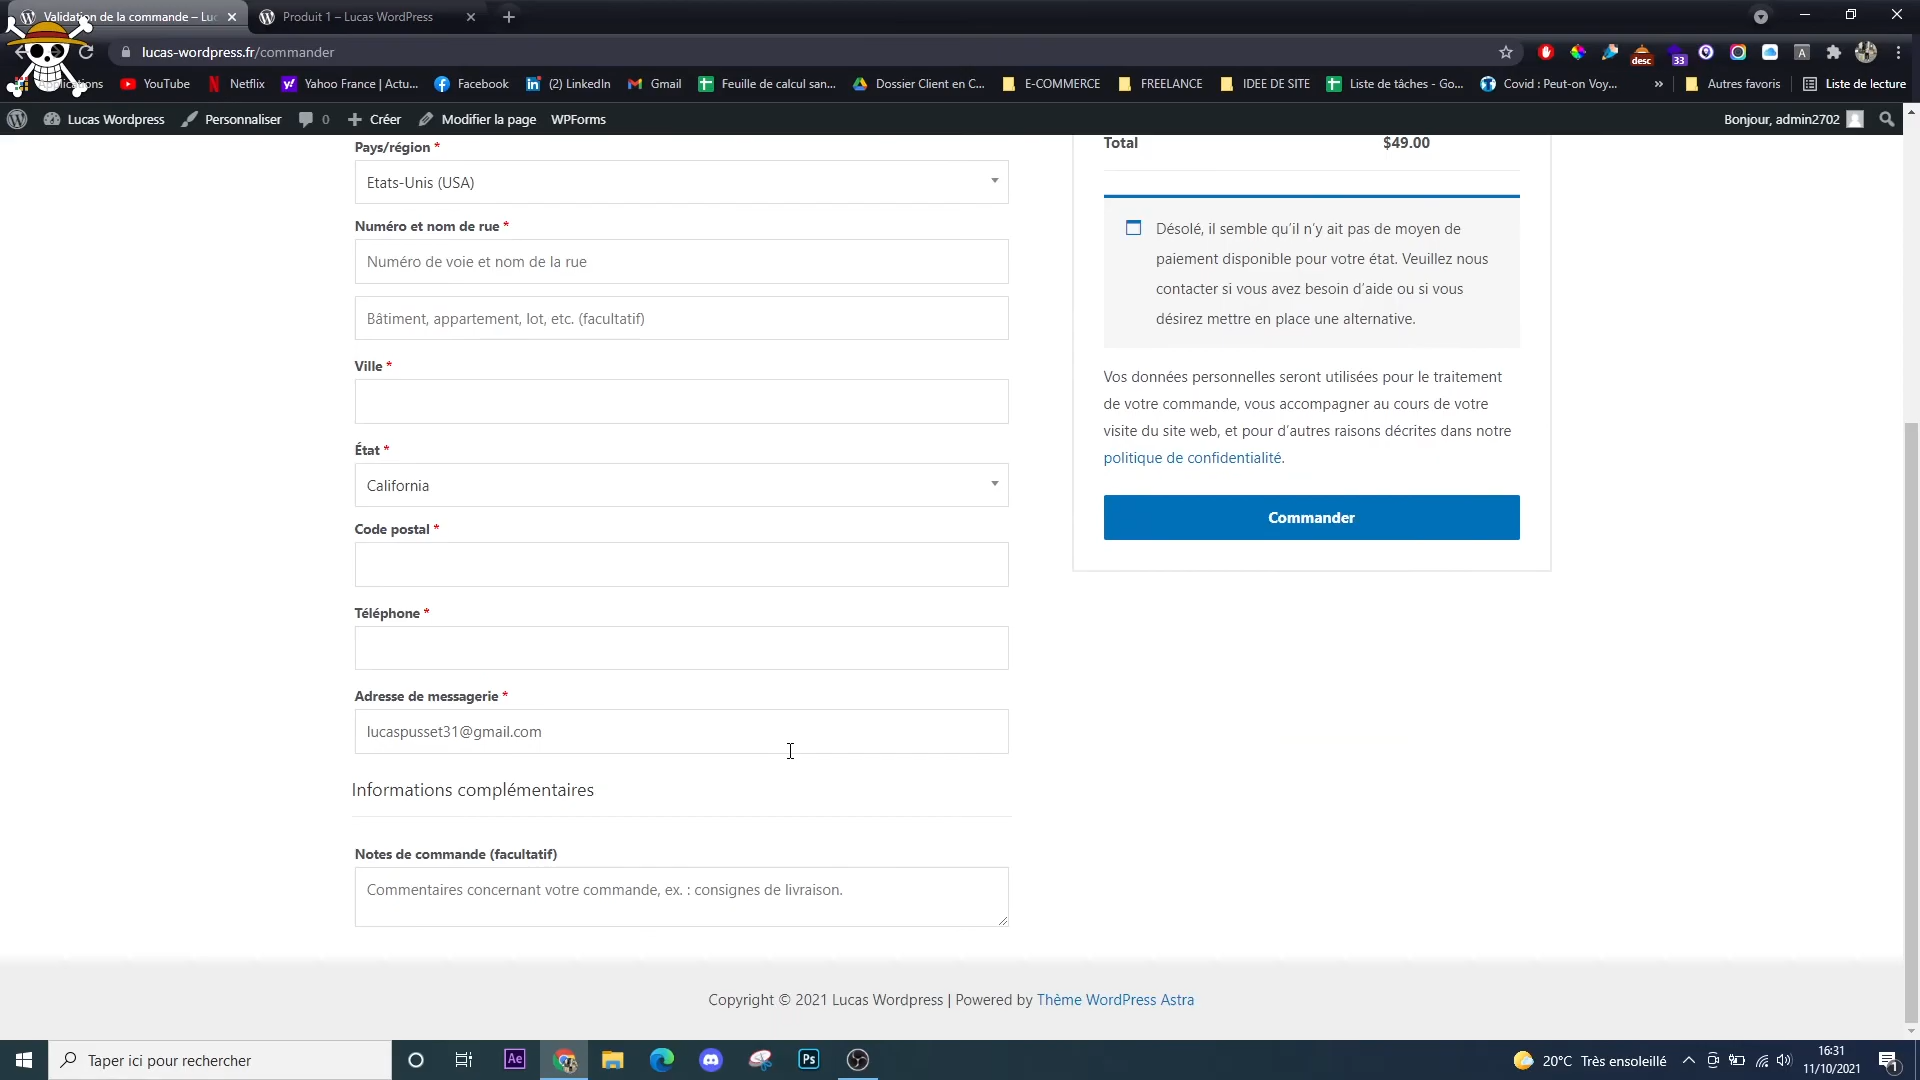 Validation de la commande – Luc
Produit 1 – Lucas WordPress
lucas-wordpress.fr/commander
desc
33
A
YouTube
Netflix
Yahoo France | Actu...
Facebook
(2) LinkedIn
Gmail
Feuille de calcul san...
Dossier Client en C...
E-COMMERCE
FREELANCE
IDEE DE SITE
Liste de tâches - Go...
Covid : Peut-on Voy...
»
Autres favoris
Liste de lecture
Lucas Wordpress
Personnaliser
0
Créer
Modifier la page
WPForms
Bonjour, admin2702
Pays/région *
Etats-Unis (USA)
Numéro et nom de rue *
Numéro de voie et nom de la rue
Bâtiment, appartement, lot, etc. (facultatif)
Ville *
État *
California
Code postal *
Téléphone *
Adresse de messagerie *
lucaspusset31@gmail.com
Informations complémentaires
Notes de commande (facultatif)
Commentaires concernant votre commande, ex. : consignes de livraison.
Total $49.00
Désolé, il semble qu’il n’y ait pas de moyen de
paiement disponible pour votre état. Veuillez nous
contacter si vous avez besoin d’aide ou si vous
désirez mettre en place une alternative.
Vos données personnelles seront utilisées pour le traitement
de votre commande, vous accompagner au cours de votre
visite du site web, et pour d’autres raisons décrites dans notre
politique de confidentialité.
Commander
Copyright © 2021 Lucas Wordpress | Powered by Thème WordPress Astra
Taper ici pour rechercher
Ae
Ps
20°C Très ensoleillé
16:31
11/10/2021
1